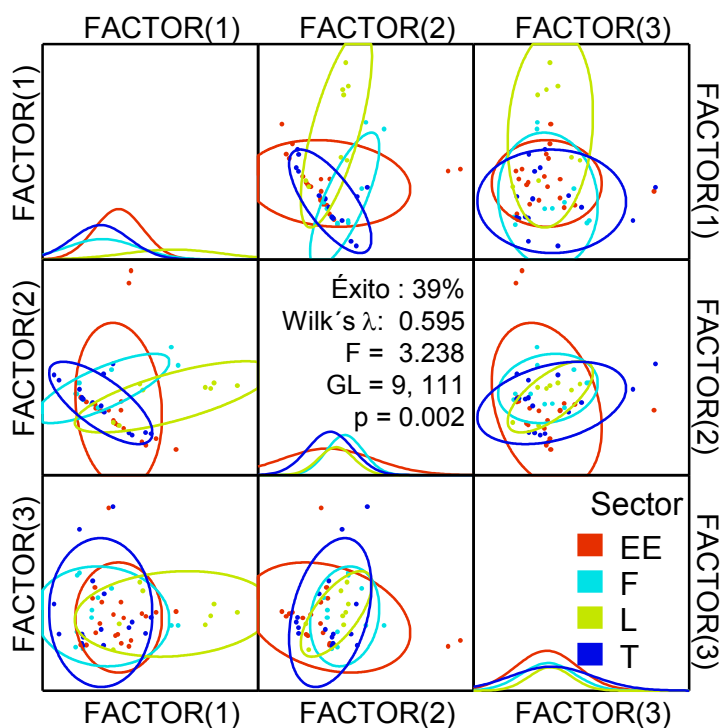 FACTOR(1) FACTOR(2) FACTOR(3)
FACTOR(1)
FACTOR(1)
FACTOR(2)
Éxito : 39%
Wilk´s λ: 0.595
F = 3.238
GL = 9, 111
p = 0.002
FACTOR(2)
FACTOR(3)
Sector
EE
F
L
T
FACTOR(3)
FACTOR(1) FACTOR(2) FACTOR(3)